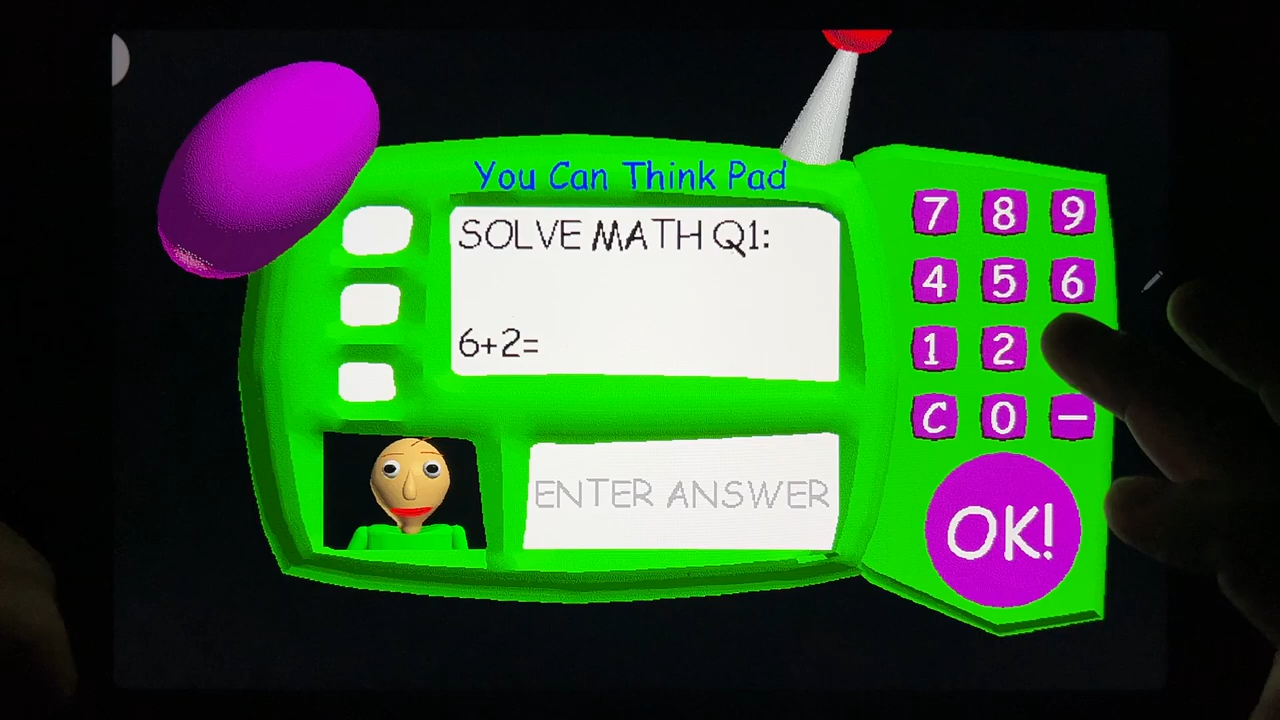 You Can Think Pad
SOLVE MATH Q1:
6+2=
7 8 9
4 5 6
1 2
C 0 –
ENTER ANSWER
OK!